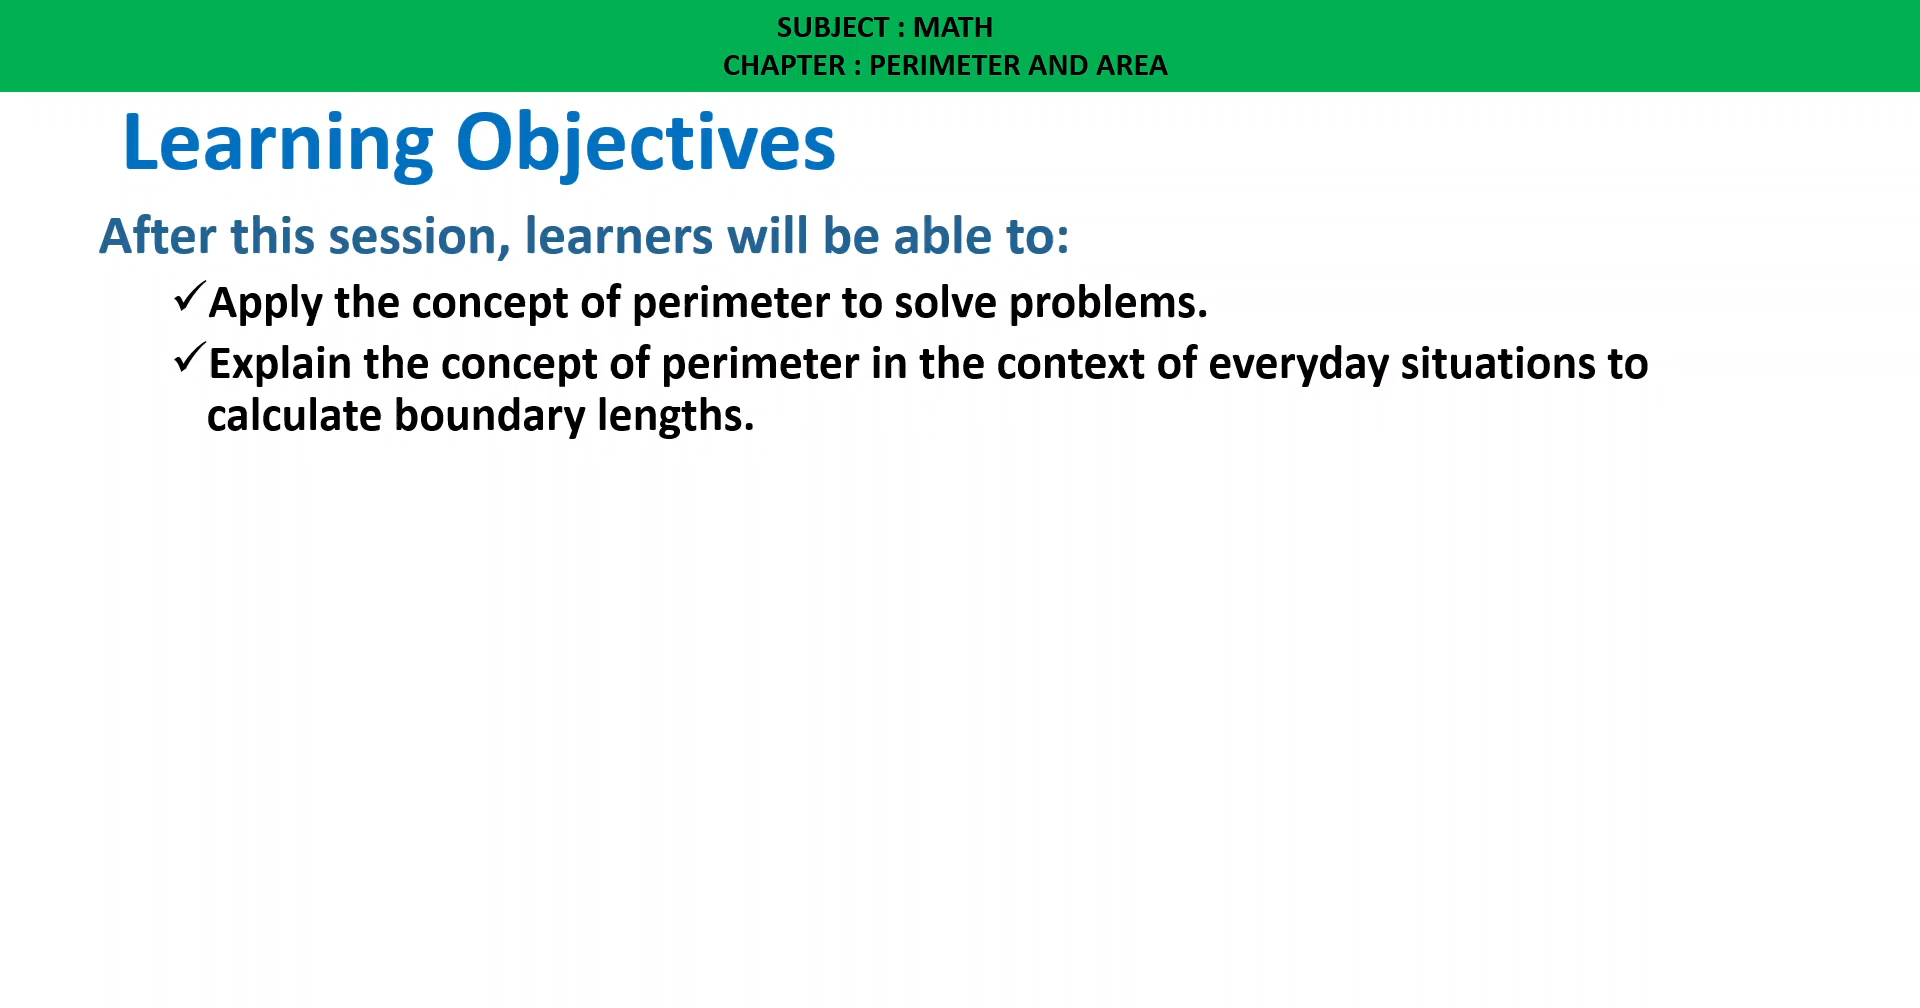 SUBJECT : MATH
CHAPTER : PERIMETER AND AREA
Learning Objectives
After this session, learners will be able to:
✓Apply the concept of perimeter to solve problems.
✓Explain the concept of perimeter in the context of everyday situations to
calculate boundary lengths.